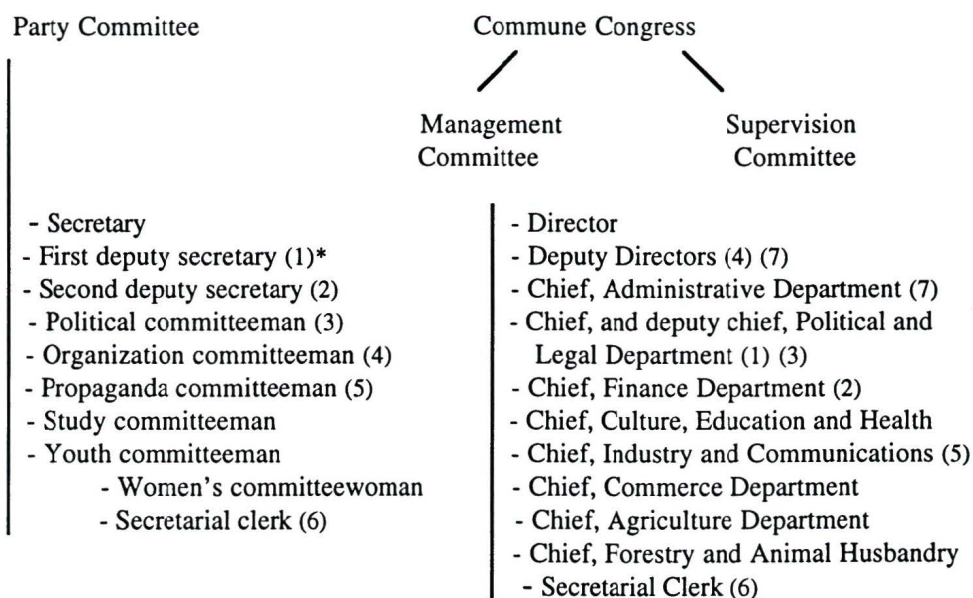 Party Committee
Commune Congress
Management
Committee
Supervision
Committee
- Secretary
- First deputy secretary (1)*
- Second deputy secretary (2)
- Political committeeman (3)
- Organization committeeman (4)
- Propaganda committeeman (5)
- Study committeeman
- Youth committeeman
- Women's committeewoman
- Secretarial clerk (6)
- Director
- Deputy Directors (4) (7)
- Chief, Administrative Department (7)
- Chief, and deputy chief, Political and
Legal Department (1) (3)
- Chief, Finance Department (2)
- Chief, Culture, Education and Health
- Chief, Industry and Communications (5)
- Chief, Commerce Department
- Chief, Agriculture Department
- Chief, Forestry and Animal Husbandry
- Secretarial Clerk (6)